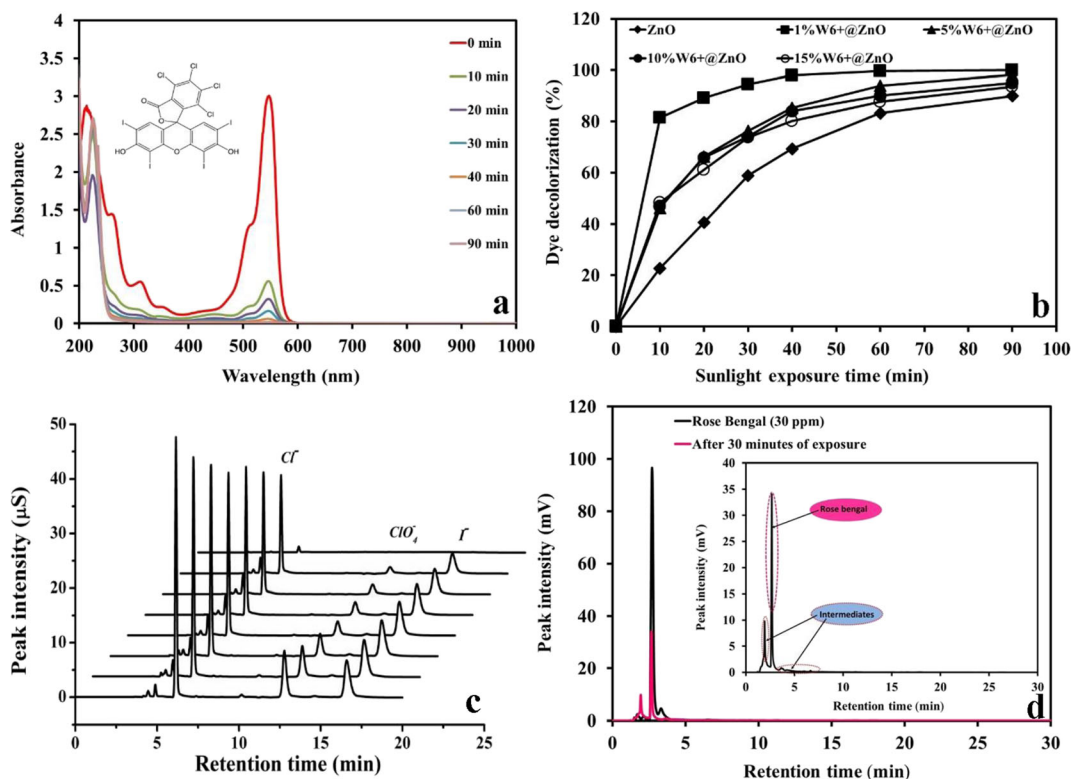 4
3.5
3
2.5
2
1.5
1
0.5
0
200 300 400 500 600 700 800 900 1000
Absorbance
Wavelength (nm)
0 min
10 min
20 min
30 min
40 min
60 min
90 min
Cl
Cl
Cl
Cl
O
O
I
I
HO
O
OH
I
I
a
ZnO 1%W6+@ZnO 5%W6+@ZnO
10%W6+@ZnO 15%W6+@ZnO
120
100
80
60
40
20
0
0 10 20 30 40 50 60 70 80 90 100
Dye decolorization (%)
Sunlight exposure time (min)
b
50
40
30
20
10
0
0 5 10 15 20 25
Peak intensity (µS)
Retention time (min)
Cl-
ClO4-
I-
c
Rose Bengal (30 ppm)
After 30 minutes of exposure
120
100
80
60
40
20
0
0 5 10 15 20 25 30
Peak intensity (mV)
Retention time (min)
40
35
30
25
20
15
10
5
0
0 5 10 15 20 25 30
Peak intensity (mV)
Retention time (min)
Rose bengal
Intermediates
d